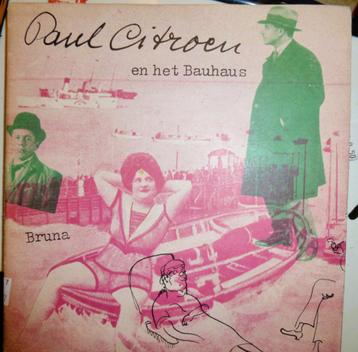 Paul Citroen
en het Bauhaus
Bruna